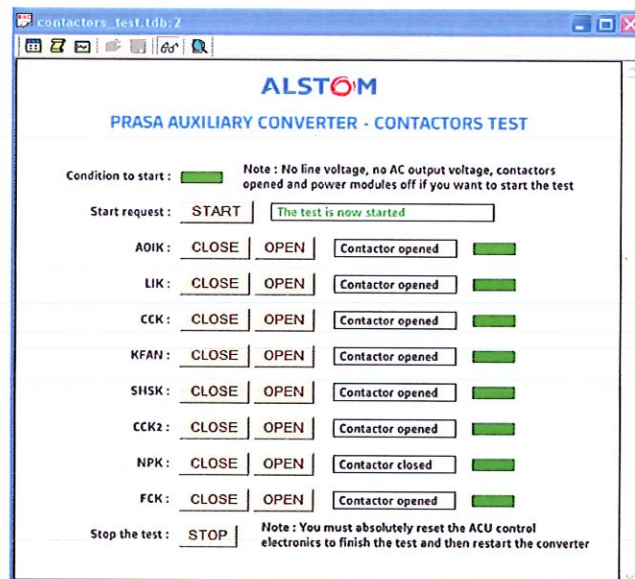 contactors_test.tdb:2
ALSTOM
PRASA AUXILIARY CONVERTER - CONTACTORS TEST
Condition to start :
Note : No line voltage, no AC output voltage, contactors
opened and power modules off if you want to start the test
Start request : START The test is now started
AOIK : CLOSE OPEN Contactor opened
LIK : CLOSE OPEN Contactor opened
CCK : CLOSE OPEN Contactor opened
KFAN : CLOSE OPEN Contactor opened
SHSK : CLOSE OPEN Contactor opened
CCK2 : CLOSE OPEN Contactor opened
NPK : CLOSE OPEN Contactor closed
FCK : CLOSE OPEN Contactor opened
Stop the test : STOP
Note : You must absolutely reset the ACU control
electronics to finish the test and then restart the converter